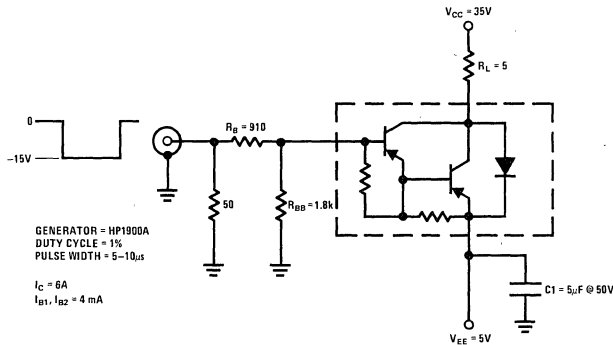 V_CC = 35V
R_L = 5
0
R_B = 910
−15V
50
R_BB = 1.8k
GENERATOR = HP1900A
DUTY CYCLE = 1%
PULSE WIDTH = 5−10μs
I_C = 6A
I_B1, I_B2 = 4 mA
C1 = 5μF @ 50V
V_EE = 5V